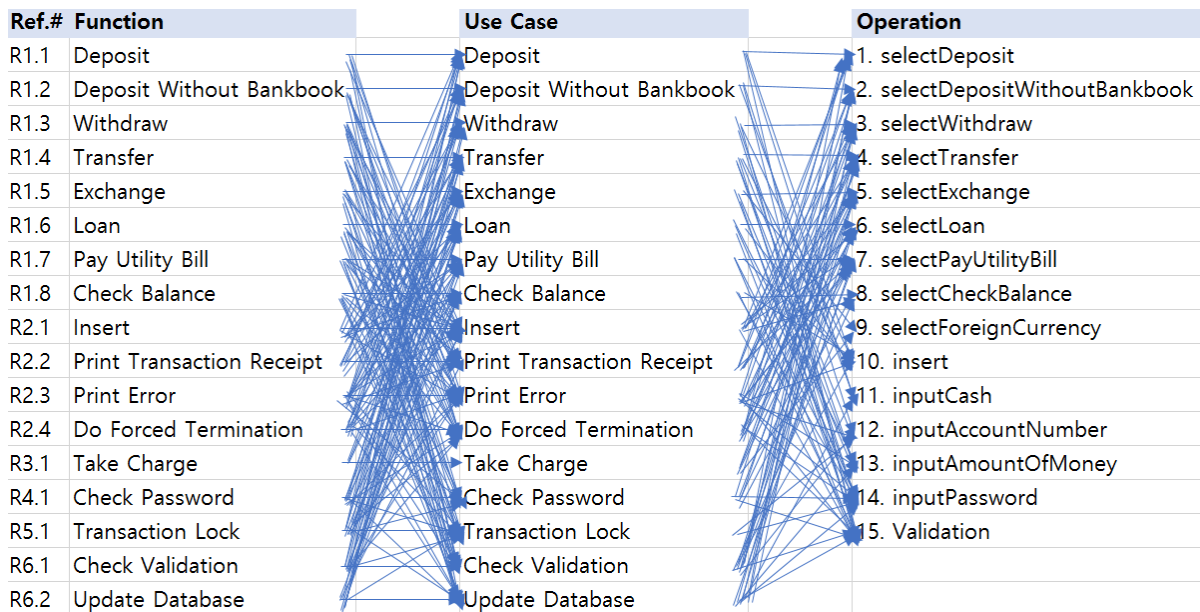 Ref.# Function Use Case Operation
R1.1 Deposit Deposit 1. selectDeposit
R1.2 Deposit Without Bankbook Deposit Without Bankbook 2. selectDepositWithoutBankbook
R1.3 Withdraw Withdraw 3. selectWithdraw
R1.4 Transfer Transfer 4. selectTransfer
R1.5 Exchange Exchange 5. selectExchange
R1.6 Loan Loan 6. selectLoan
R1.7 Pay Utility Bill Pay Utility Bill 7. selectPayUtilityBill
R1.8 Check Balance Check Balance 8. selectCheckBalance
R2.1 Insert Insert 9. selectForeignCurrency
R2.2 Print Transaction Receipt Print Transaction Receipt 10. insert
R2.3 Print Error Print Error 11. inputCash
R2.4 Do Forced Termination Do Forced Termination 12. inputAccountNumber
R3.1 Take Charge Take Charge 13. inputAmountOfMoney
R4.1 Check Password Check Password 14. inputPassword
R5.1 Transaction Lock Transaction Lock 15. Validation
R6.1 Check Validation Check Validation
R6.2 Update Database Update Database